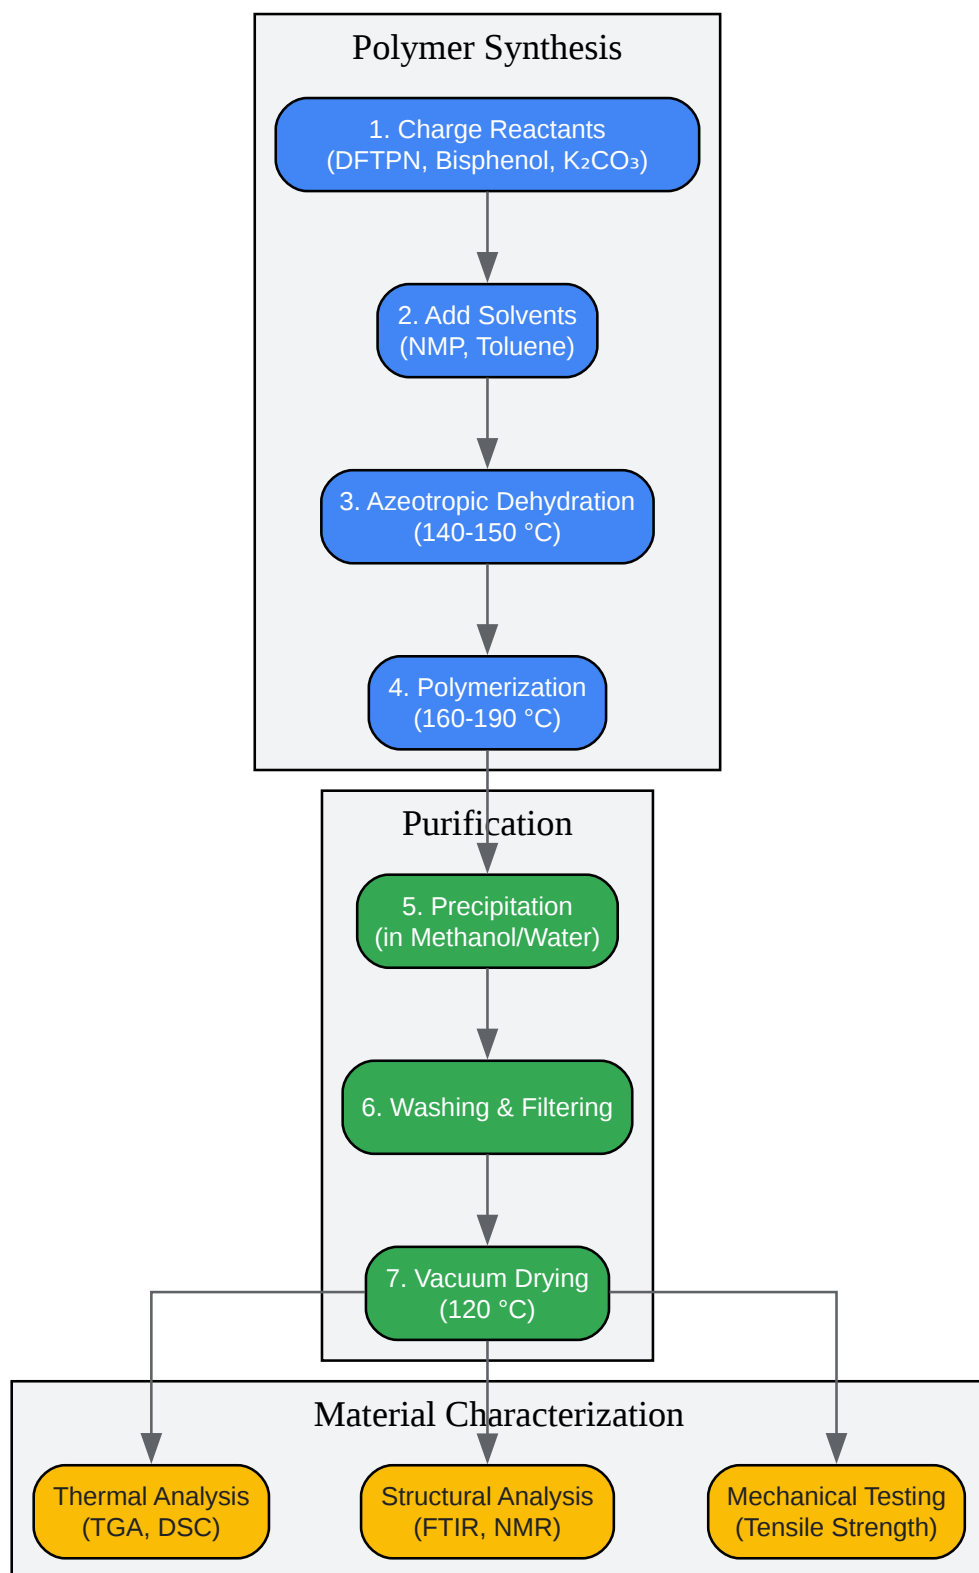 Polymer Synthesis
1. Charge Reactants
(DFTPN, Bisphenol, K₂CO₃)
2. Add Solvents
(NMP, Toluene)
3. Azeotropic Dehydration
(140-150 °C)
4. Polymerization
(160-190 °C)
Purification
5. Precipitation
(in Methanol/Water)
6. Washing & Filtering
7. Vacuum Drying
(120 °C)
Material Characterization
Thermal Analysis
(TGA, DSC)
Structural Analysis
(FTIR, NMR)
Mechanical Testing
(Tensile Strength)